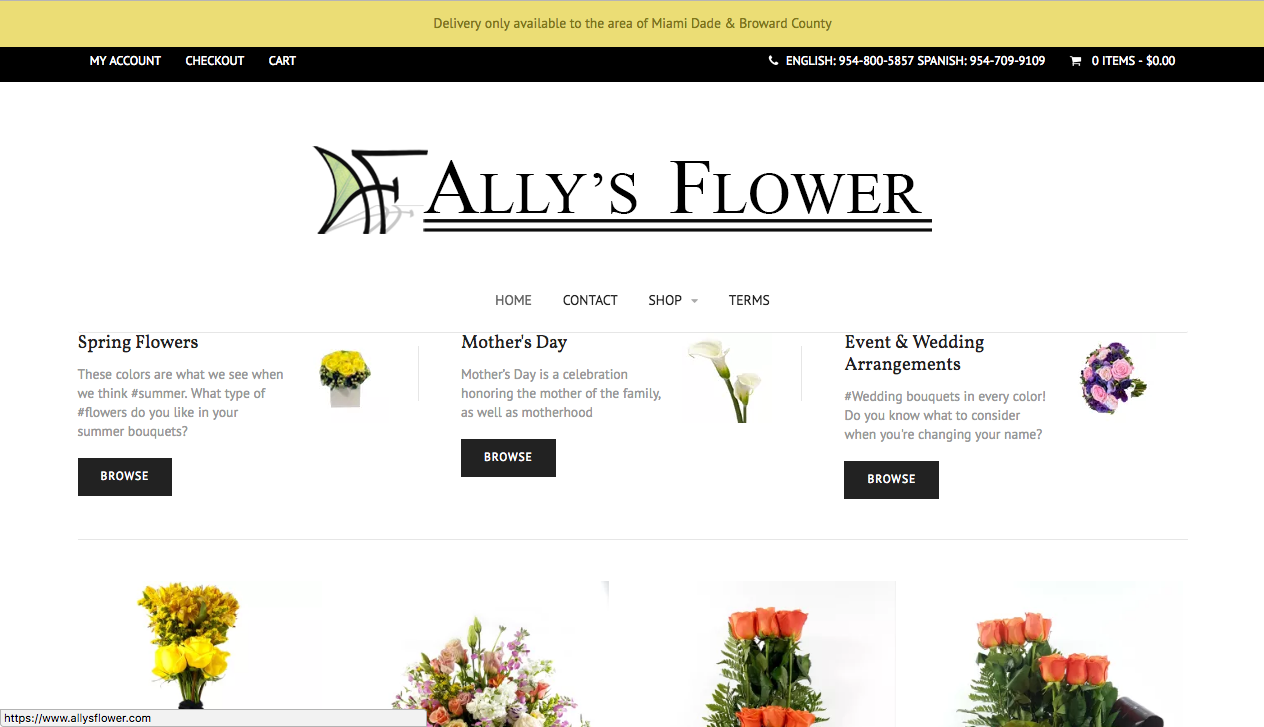 Delivery only available to the area of Miami Dade & Broward County
MY ACCOUNT CHECKOUT CART ENGLISH: 954-800-5857 SPANISH: 954-709-9109 0 ITEMS - $0.00
ALLY'S FLOWER
HOME CONTACT SHOP TERMS
Spring Flowers
These colors are what we see when
we think #summer. What type of
#flowers do you like in your
summer bouquets?
BROWSE
Mother's Day
Mother's Day is a celebration
honoring the mother of the family,
as well as motherhood
BROWSE
Event & Wedding
Arrangements
#Wedding bouquets in every color!
Do you know what to consider
when you're changing your name?
BROWSE
https://www.allysflower.com